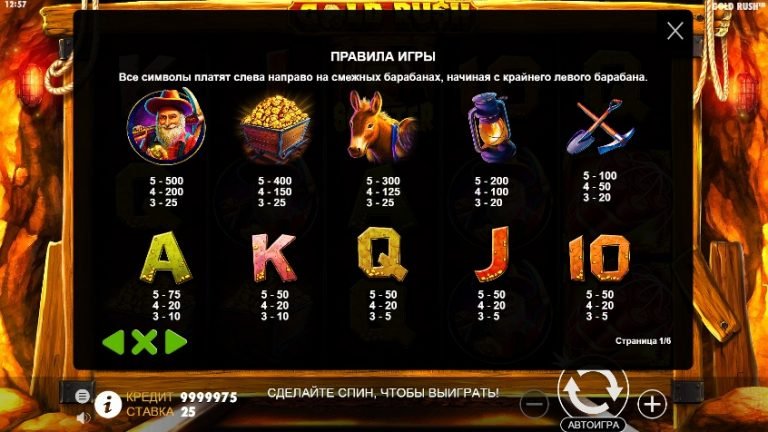 12:57
GOLD RUSH
GOLD RUSH™
ПРАВИЛА ИГРЫ
Все символы платят слева направо на смежных барабанах, начиная с крайнего левого барабана.
5 - 500
4 - 200
3 - 25
5 - 400
4 - 150
3 - 25
5 - 300
4 - 125
3 - 25
5 - 200
4 - 100
3 - 20
5 - 100
4 - 50
3 - 20
A
K
Q
J
10
5 - 75
4 - 20
3 - 10
5 - 50
4 - 20
3 - 10
5 - 50
4 - 20
3 - 5
5 - 50
4 - 20
3 - 5
5 - 50
4 - 20
3 - 5
Страница 1/6
КРЕДИТ 9999975
СТАВКА 25
СДЕЛАЙТЕ СПИН, ЧТОБЫ ВЫИГРАТЬ!
АВТОИГРА